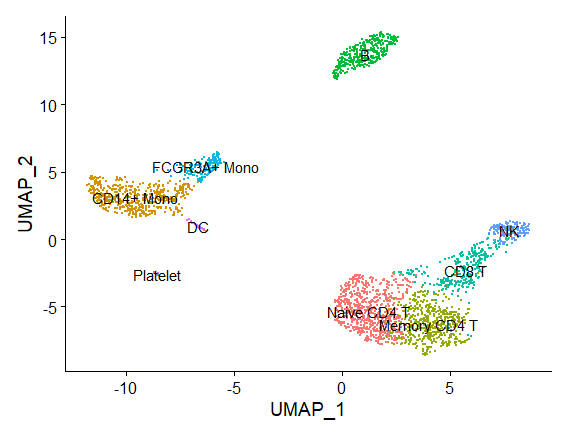 15
10
5
0
-5
UMAP_2
B
FCGR3A+ Mono
CD14+ Mono
DC
Platelet
NK
CD8 T
Naive CD4 T
Memory CD4 T
-10
-5
0
5
UMAP_1